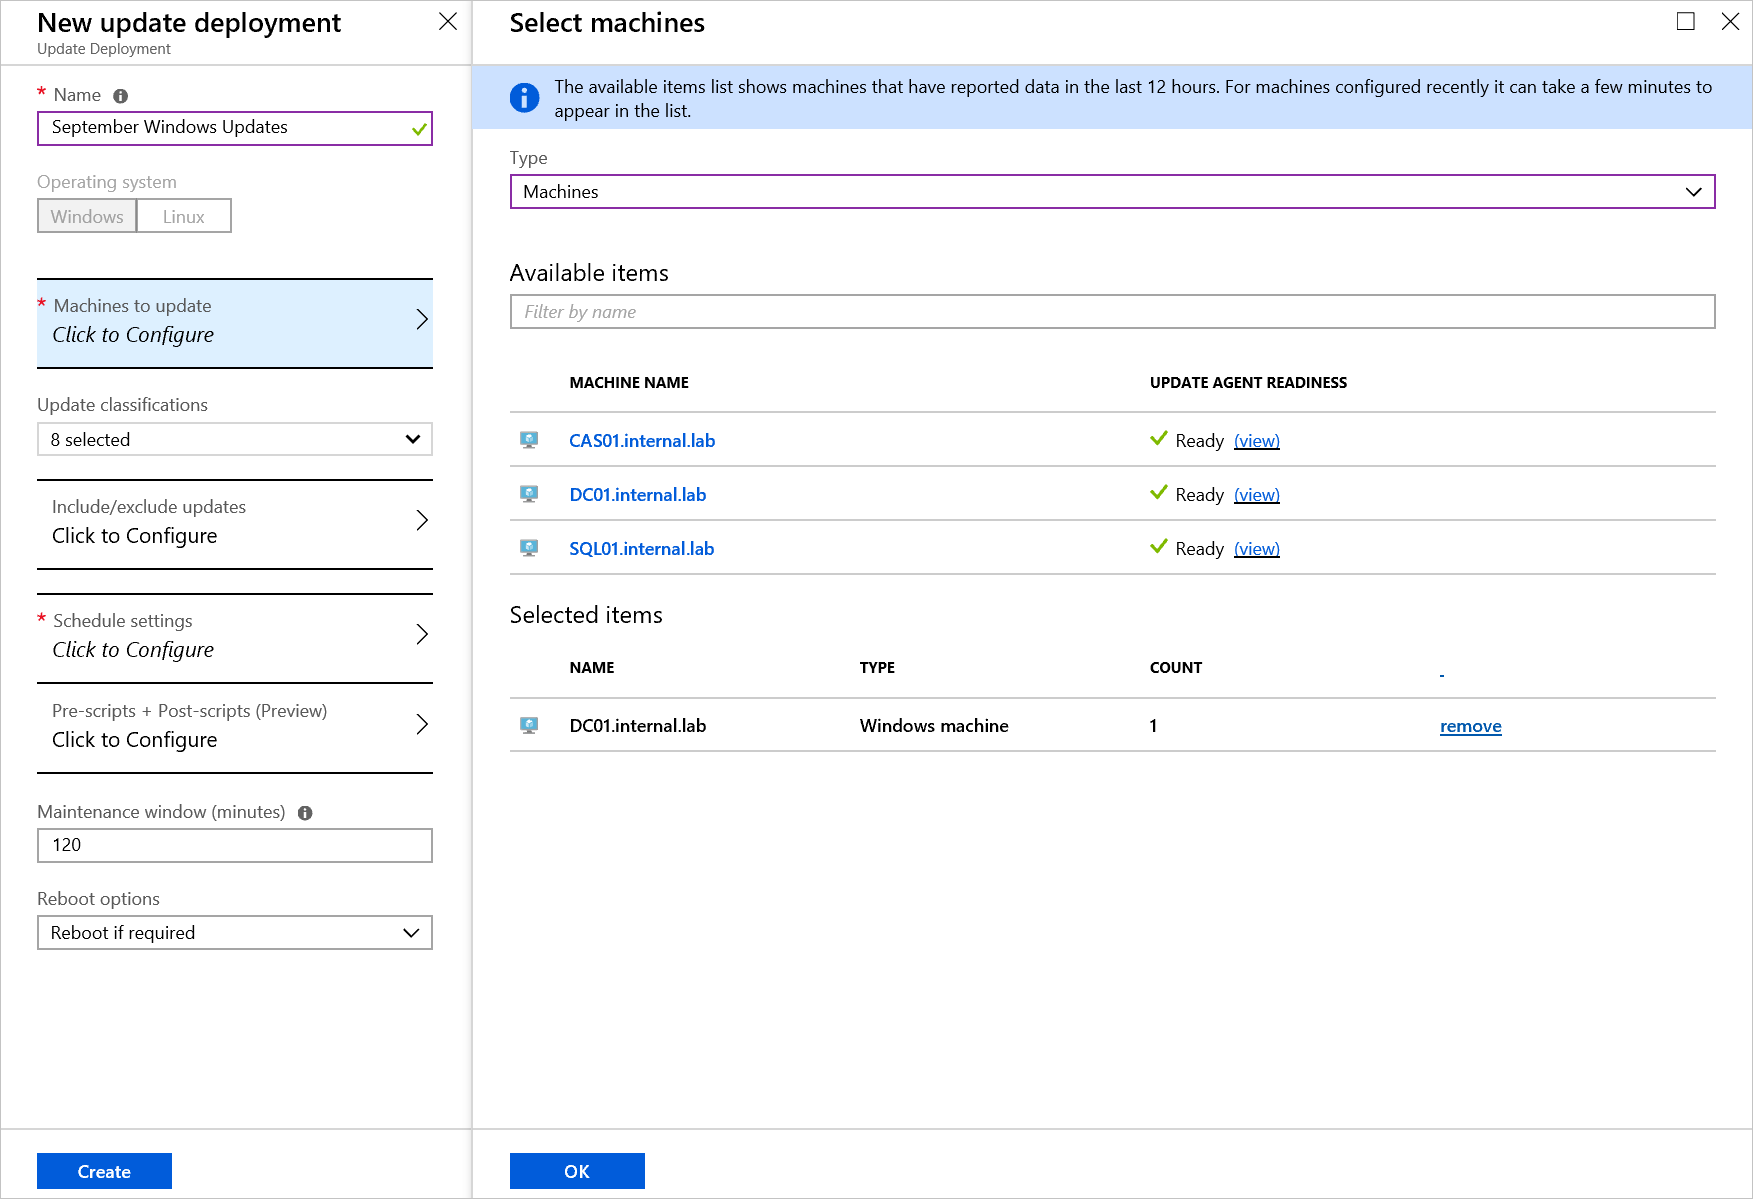 New update deployment
Update Deployment
* Name
September Windows Updates
Operating system
Windows
Linux
* Machines to update
Click to Configure
Update classifications
8 selected
Include/exclude updates
Click to Configure
* Schedule settings
Click to Configure
Pre-scripts + Post-scripts (Preview)
Click to Configure
Maintenance window (minutes)
120
Reboot options
Reboot if required
Create
Select machines
The available items list shows machines that have reported data in the last 12 hours. For machines configured recently it can take a few minutes to
appear in the list.
Type
Machines
Available items
Filter by name
MACHINE NAME UPDATE AGENT READINESS
CAS01.internal.lab Ready (view)
DC01.internal.lab Ready (view)
SQL01.internal.lab Ready (view)
Selected items
NAME TYPE COUNT -
DC01.internal.lab Windows machine 1 remove
OK